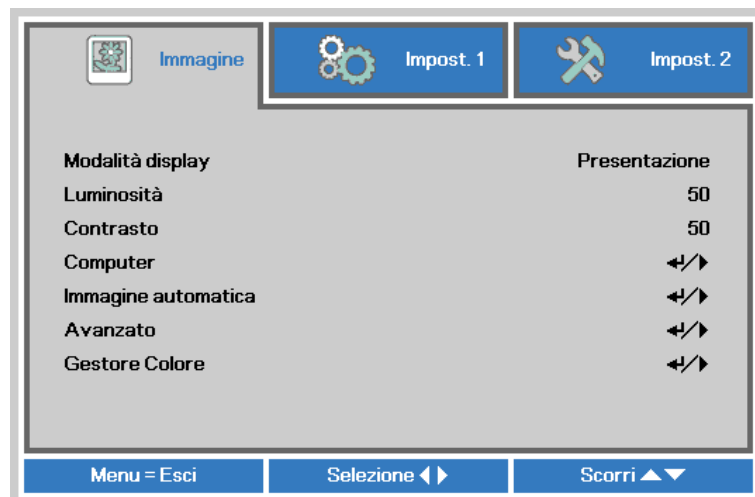 Immagine Impost. 1 Impost. 2
Modalità display Presentazione
Luminosità 50
Contrasto 50
Computer
Immagine automatica
Avanzato
Gestore Colore
Menu = Esci Selezione Scorri